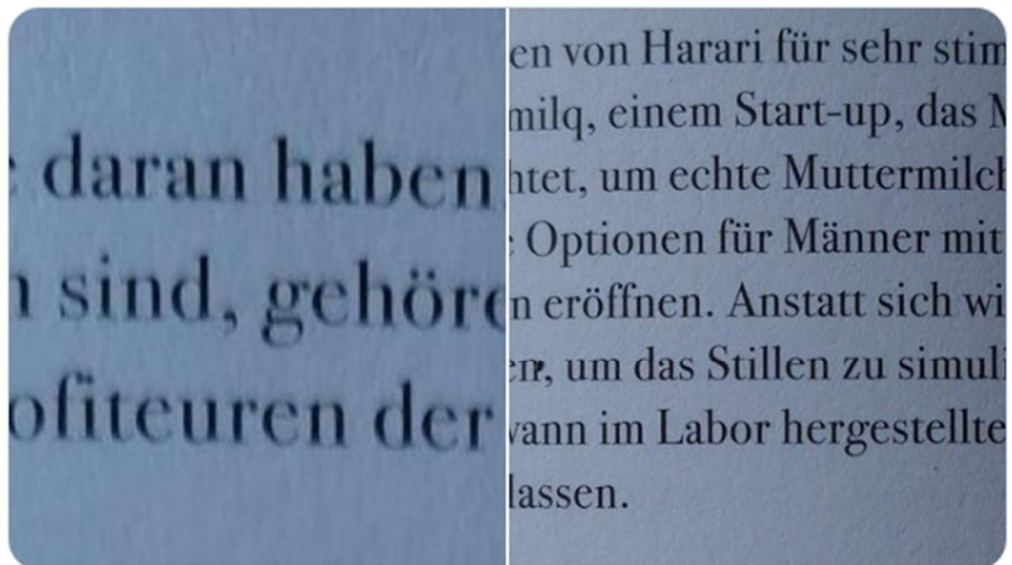 daran haben
sind, gehöre
ofiteuren der
en von Harari für sehr stim
milq, einem Start-up, das M
htet, um echte Muttermilch
Optionen für Männer mit
n eröffnen. Anstatt sich wi
um das Stillen zu simuli
vann im Labor hergestellte
lassen.